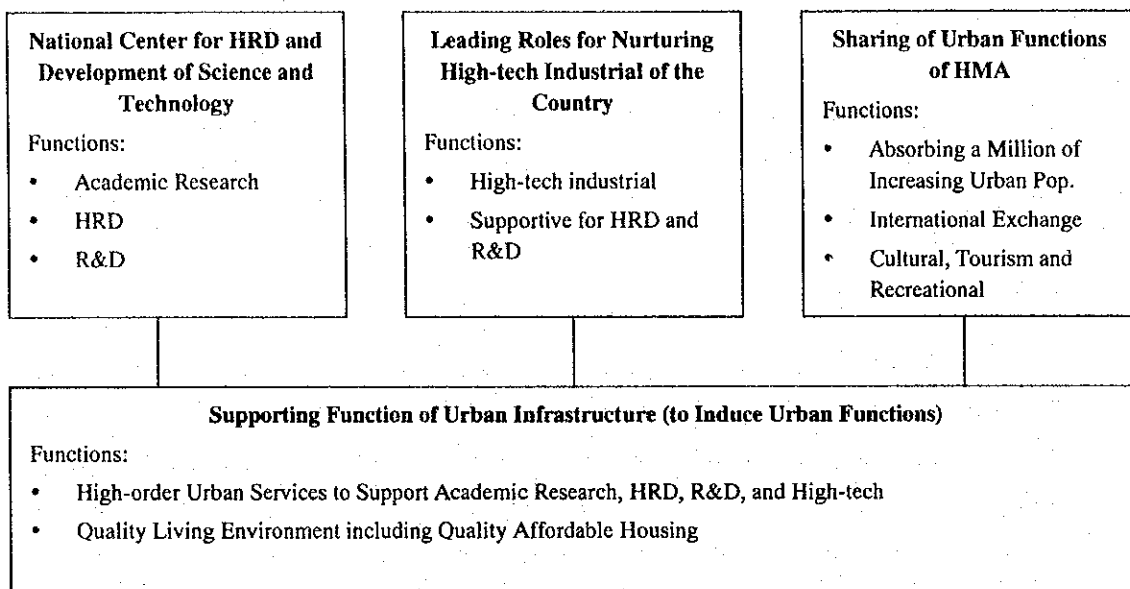 National Center for HRD and
Development of Science and
Technology
Functions:
• Academic Research
• HRD
• R&D
Leading Roles for Nurturing
High-tech Industrial of the
Country
Functions:
• High-tech industrial
• Supportive for HRD and
R&D
Sharing of Urban Functions
of HMA
Functions:
• Absorbing a Million of
Increasing Urban Pop.
• International Exchange
• Cultural, Tourism and
Recreational
Supporting Function of Urban Infrastructure (to Induce Urban Functions)
Functions:
• High-order Urban Services to Support Academic Research, HRD, R&D, and High-tech
• Quality Living Environment including Quality Affordable Housing